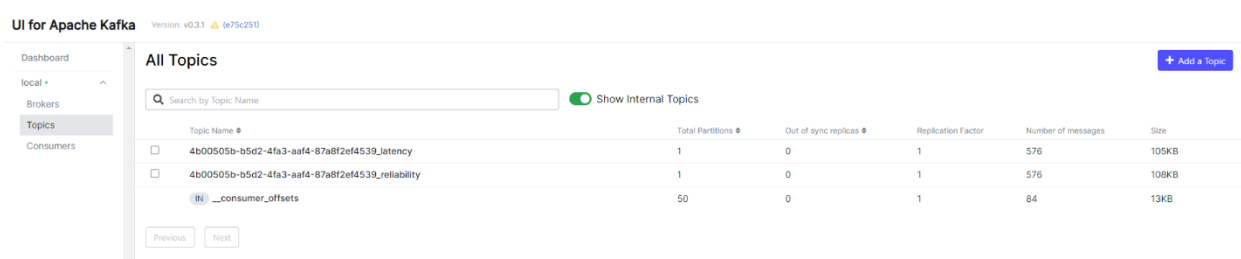 UI for Apache Kafka Version: v0.3.1 (e75c251)
Dashboard
local
Brokers
Topics
Consumers
All Topics
+ Add a Topic
Search by Topic Name
Show Internal Topics
Topic Name Total Partitions Out of sync replicas Replication Factor Number of messages Size
4b00505b-b5d2-4fa3-aaf4-87a8f2ef4539_latency 1 0 1 576 105KB
4b00505b-b5d2-4fa3-aaf4-87a8f2ef4539_reliability 1 0 1 576 108KB
IN __consumer_offsets 50 0 1 84 13KB
Previous Next